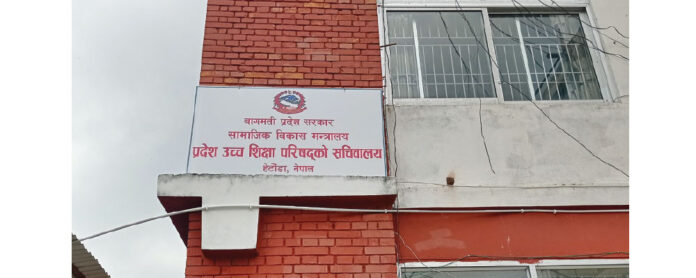 बागमती प्रदेश सरकार
सामाजिक विकास मन्त्रालय
प्रदेश उच्च शिक्षा परिषद्को सचिवालय
हेटौंडा, नेपाल